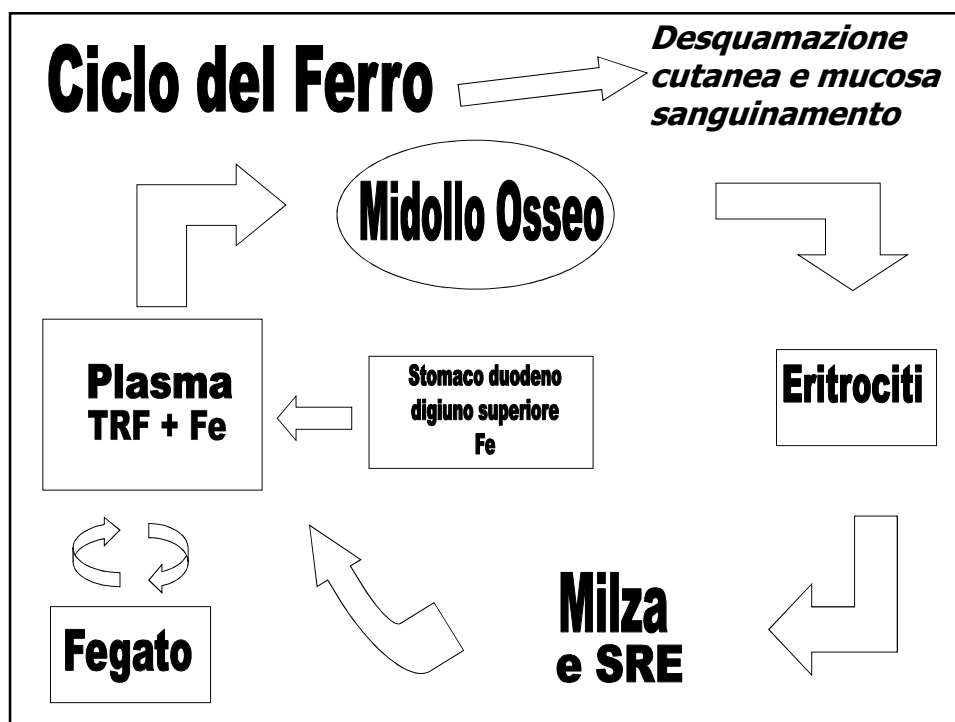 Ciclo del Ferro
Desquamazione
cutanea e mucosa
sanguinamento
Midollo Osseo
Plasma
TRF + Fe
Stomaco duodeno
digiuno superiore
Fe
Eritrociti
Fegato
Milza
e SRE